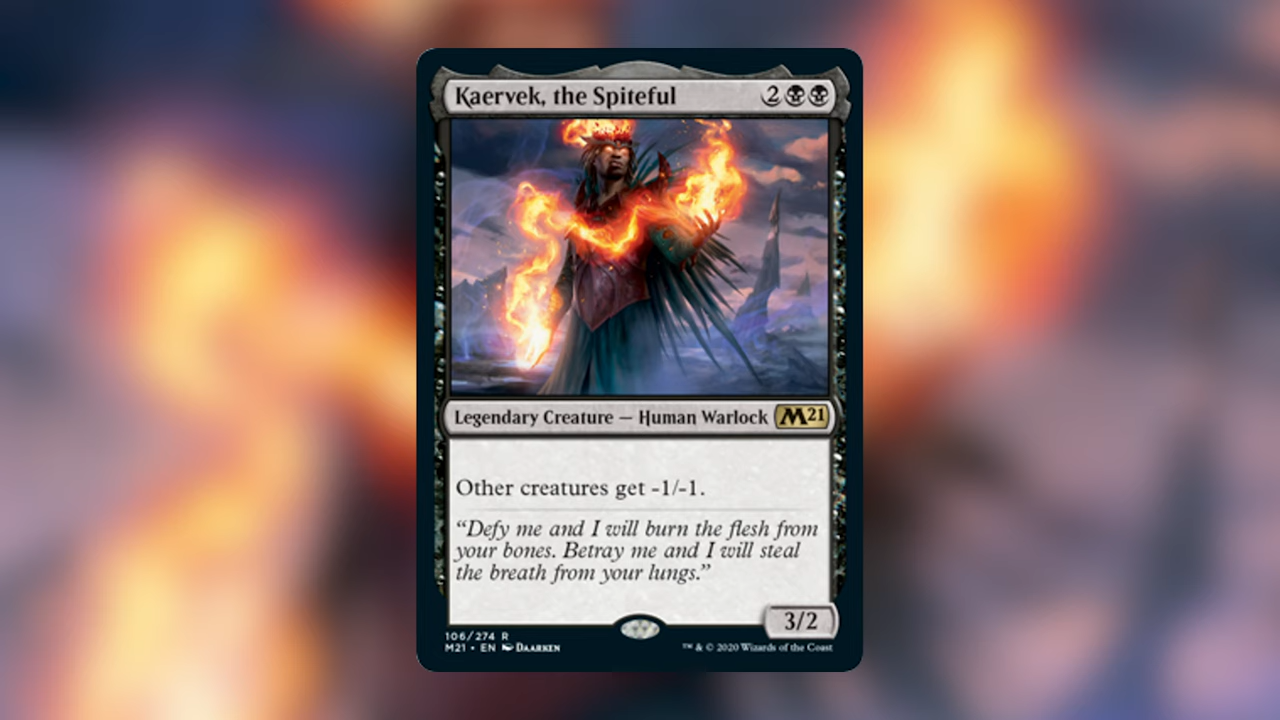 Kaervek, the Spiteful 2
Legendary Creature — Human Warlock M21
Other creatures get -1/-1.
“Defy me and I will burn the flesh from
your bones. Betray me and I will steal
the breath from your lungs.”
3/2
106/274 R
M21 • EN DAARKEN
™ & © 2020 Wizards of the Coast